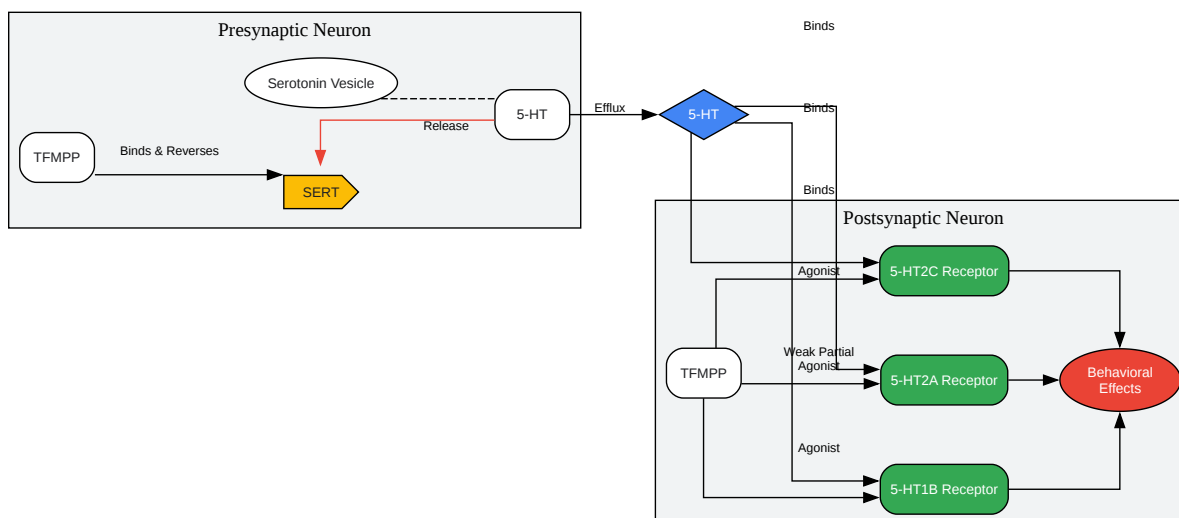 Presynaptic Neuron
Serotonin Vesicle
5-HT
Release
TFMPP
Binds & Reverses
SERT
Efflux
5-HT
Binds
Binds
Binds
Postsynaptic Neuron
5-HT2C Receptor
Agonist
TFMPP
Weak Partial
Agonist
5-HT2A Receptor
Behavioral
Effects
Agonist
5-HT1B Receptor